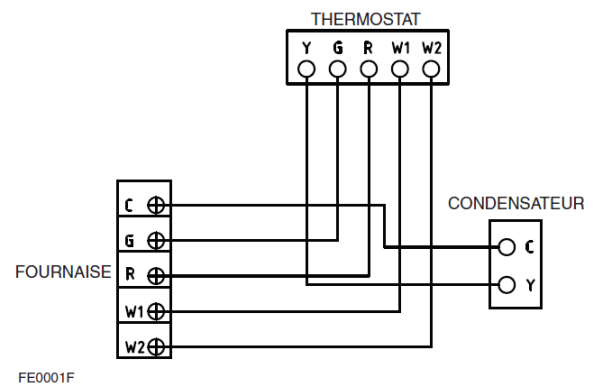 THERMOSTAT
Y G R W1 W2
CONDENSATEUR
C
Y
FOURNAISE
C
G
R
W1
W2
FE0001F